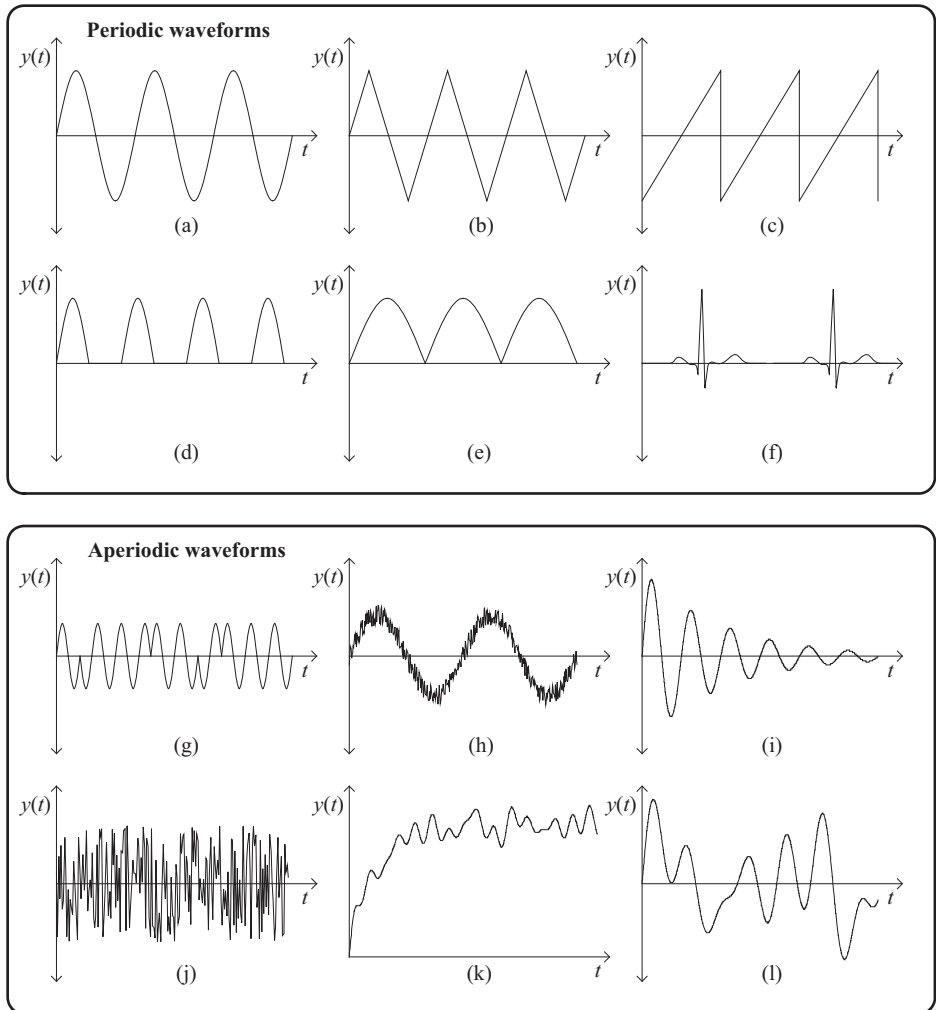 Periodic waveforms
y(t) y(t) y(t)
t t t
(a) (b) (c)
y(t) y(t) y(t)
t t t
(d) (e) (f)
Aperiodic waveforms
y(t) y(t) y(t)
t t t
(g) (h) (i)
y(t) y(t) y(t)
t t t
(j) (k) (l)